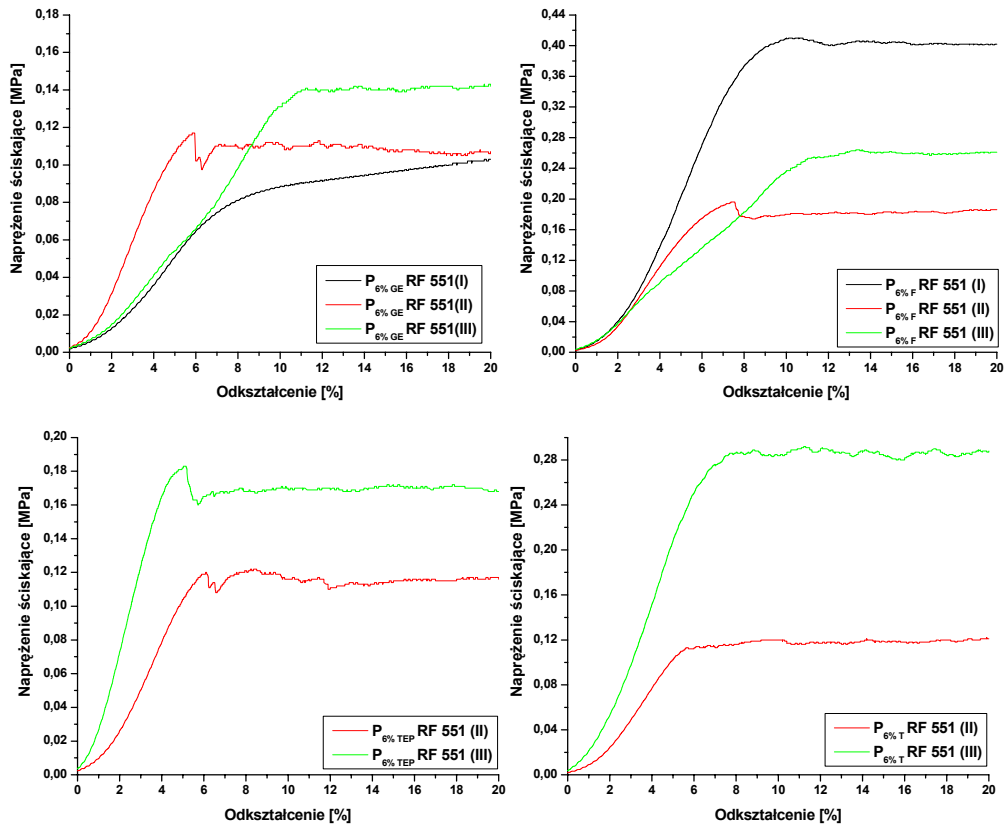 0,18
0,16
0,14
0,12
0,10
0,08
0,06
0,04
0,02
0,00
Naprężenie ściskające [MPa]
0 2 4 6 8 10 12 14 16 18 20
Odkształcenie [%]
P6% GE RF 551(I)
P6% GE RF 551(II)
P6% GE RF 551(III)
0,44
0,40
0,36
0,32
0,28
0,24
0,20
0,16
0,12
0,08
0,04
0,00
Naprężenie ściskające [MPa]
0 2 4 6 8 10 12 14 16 18 20
Odkształcenie [%]
P6% F RF 551 (I)
P6% F RF 551 (II)
P6% F RF 551 (III)
0,20
0,18
0,16
0,14
0,12
0,10
0,08
0,06
0,04
0,02
0,00
Naprężenie ściskające [MPa]
0 2 4 6 8 10 12 14 16 18 20
Odkształcenie [%]
P6% TEP RF 551 (II)
P6% TEP RF 551 (III)
0,28
0,24
0,20
0,16
0,12
0,08
0,04
0,00
Naprężenie ściskające [MPa]
0 2 4 6 8 10 12 14 16 18 20
Odkształcenie [%]
P6% T RF 551 (II)
P6% T RF 551 (III)